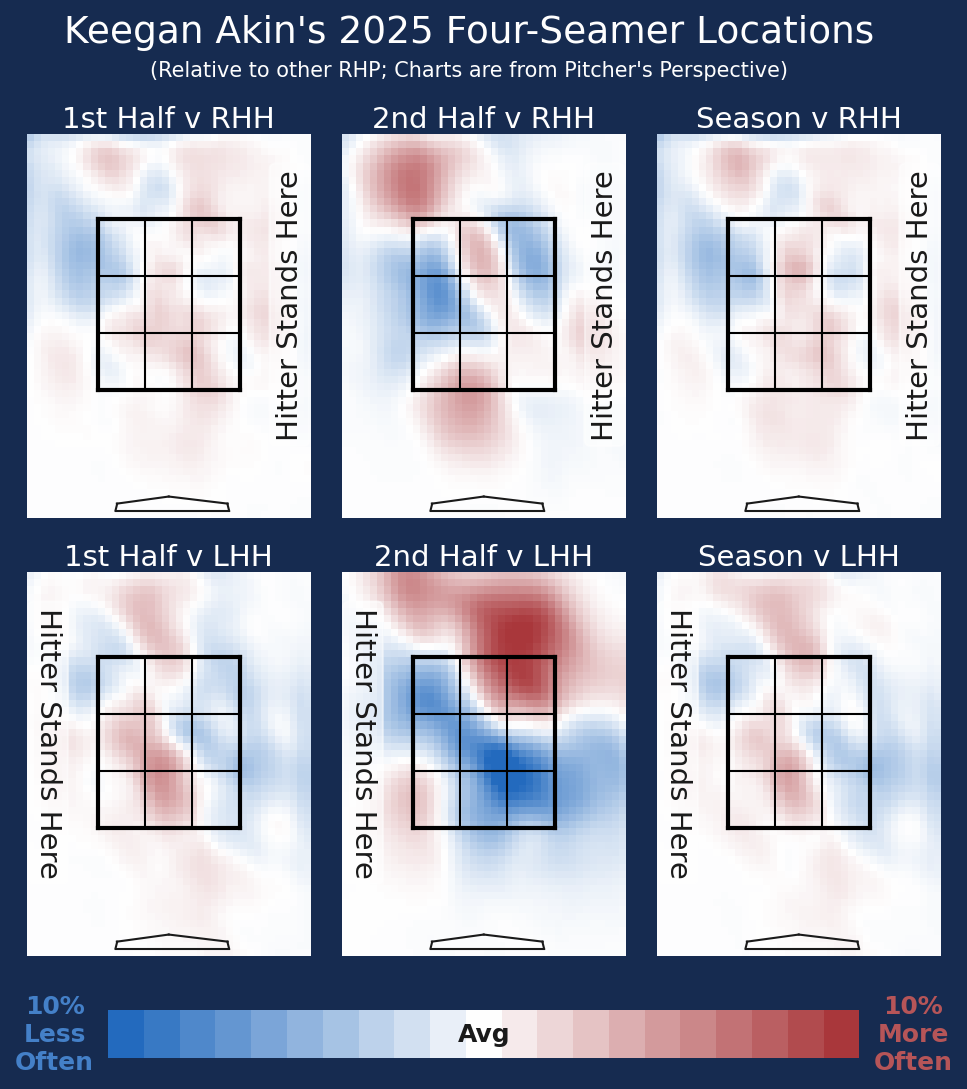 Keegan Akin's 2025 Four-Seamer Locations
(Relative to other RHP; Charts are from Pitcher's Perspective)
1st Half v RHH
2nd Half v RHH
Season v RHH
Hitter Stands Here
Hitter Stands Here
Hitter Stands Here
1st Half v LHH
2nd Half v LHH
Season v LHH
Hitter Stands Here
Hitter Stands Here
Hitter Stands Here
10%
Less
Often
Avg
10%
More
Often